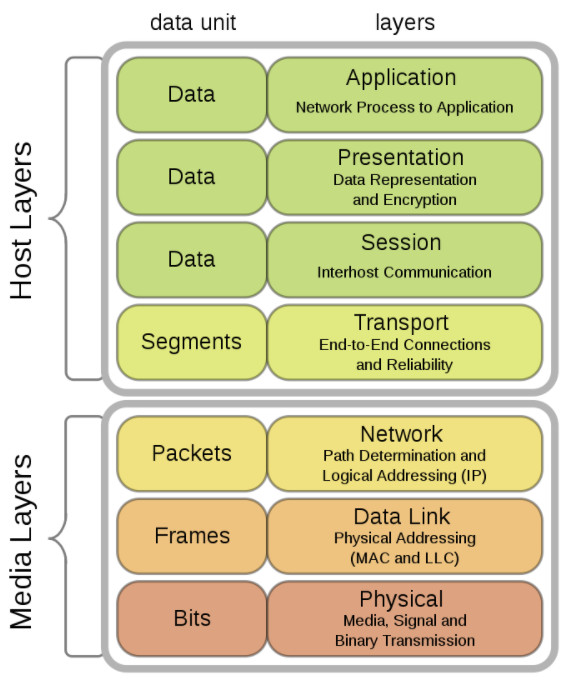 data unit
layers
Host Layers
Data
Application
Network Process to Application
Data
Presentation
Data Representation
and Encryption
Data
Session
Interhost Communication
Segments
Transport
End-to-End Connections
and Reliability
Media Layers
Packets
Network
Path Determination and
Logical Addressing (IP)
Frames
Data Link
Physical Addressing
(MAC and LLC)
Bits
Physical
Media, Signal and
Binary Transmission